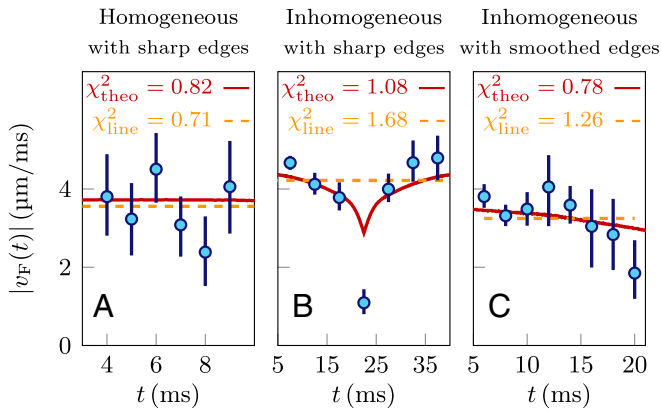 Homogeneous
with sharp edges
Inhomogeneous
with sharp edges
Inhomogeneous
with smoothed edges
χ²theo = 0.82
χ²line = 0.71
χ²theo = 1.08
χ²line = 1.68
χ²theo = 0.78
χ²line = 1.26
|vF(t)| (µm/ms)
4
2
0
A
B
C
4 6 8
5 15 25 35
5 10 15 20
t (ms)
t (ms)
t (ms)